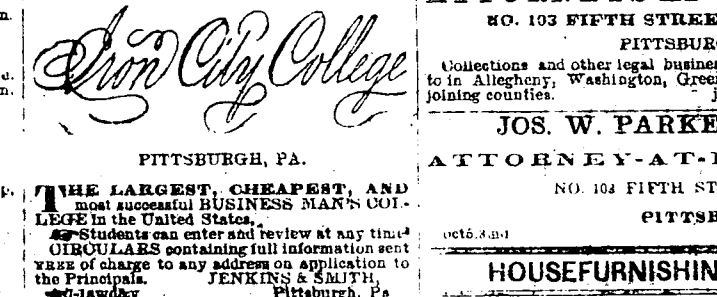 Iron City College
PITTSBURGH, PA.
THE LARGEST, CHEAPEST, AND
most successful BUSINESS MAN'S COL-
LEGE in the United States.
Students can enter and review at any time
CIRCULARS containing full information sent
FREE of charge to any address on application to
the Principals. JENKINS & SMITH,
Pittsburgh, Pa
NO. 103 FIFTH STREE
PITTSBUR
Collections and other legal busines
to in Allegheny, Washington, Gree
joining counties.
JOS. W. PARKE
ATTORNEY-AT-
NO. 103 FIFTH ST
PITTSB
HOUSEFURNISHIN